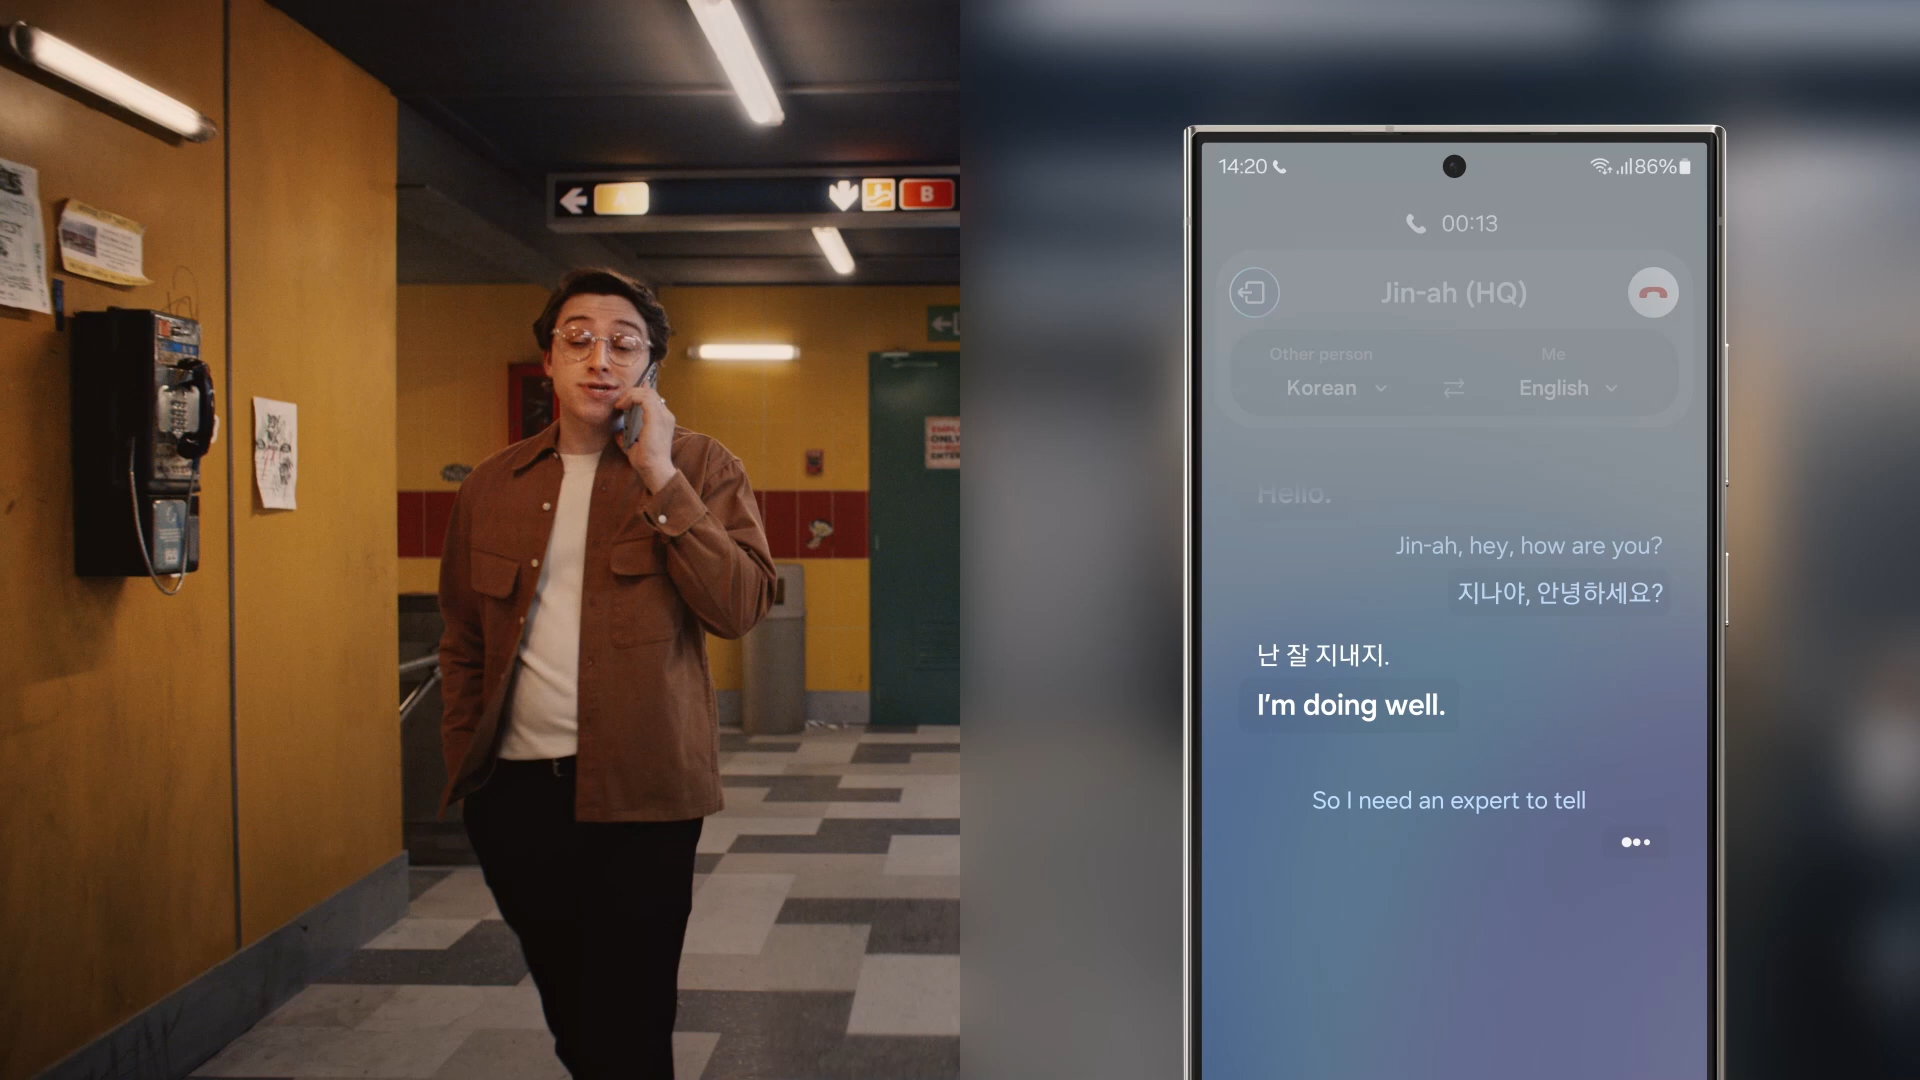 A
B
ONLY
14:20
86%
00:13
Jin-ah (HQ)
Other person
Me
Korean
English
Hello.
Jin-ah, hey, how are you?
지나야, 안녕하세요?
난 잘 지내지.
I'm doing well.
So I need an expert to tell